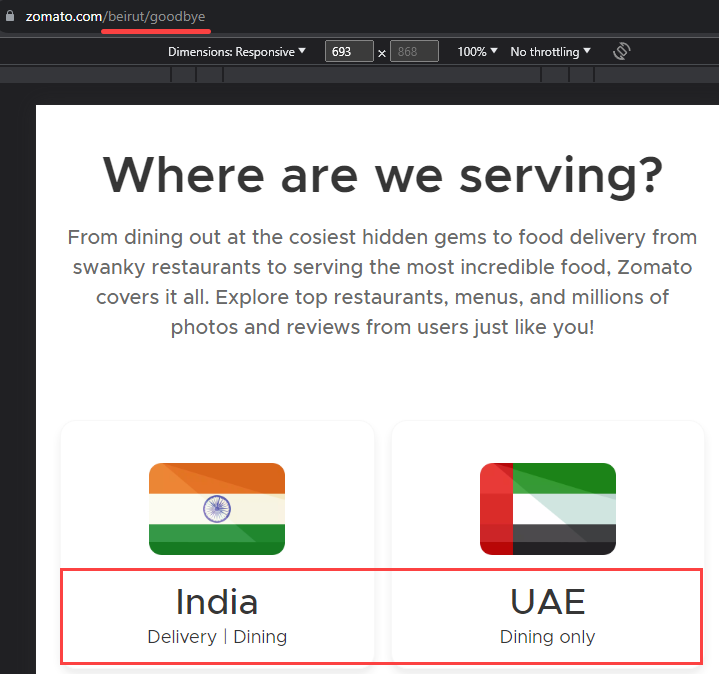 zomato.com/beirut/goodbye
Dimensions: Responsive 693 × 868 100% No throttling
Where are we serving?
From dining out at the cosiest hidden gems to food delivery from
swanky restaurants to serving the most incredible food, Zomato
covers it all. Explore top restaurants, menus, and millions of
photos and reviews from users just like you!
India UAE
Delivery | Dining Dining only